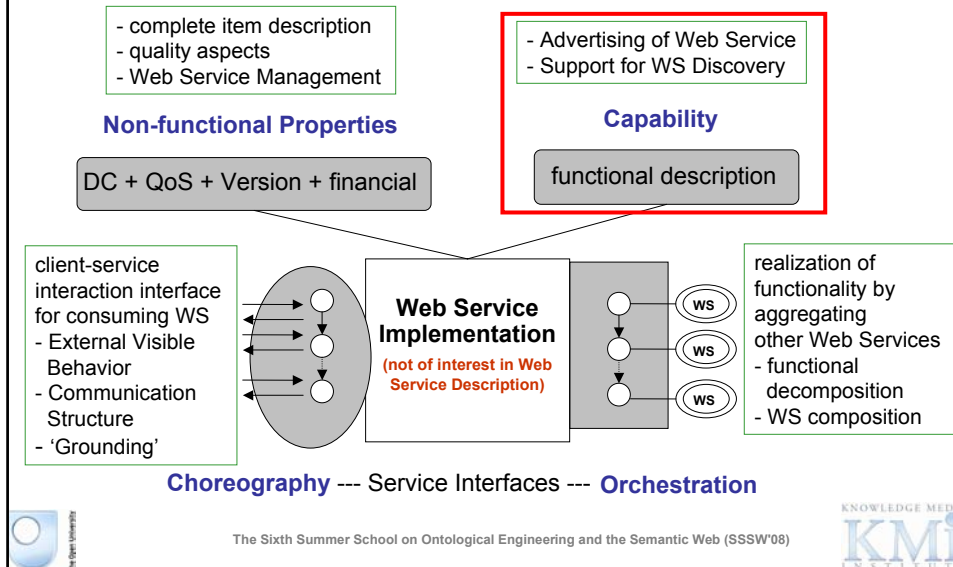 - complete item description
- quality aspects
- Web Service Management
Non-functional Properties
DC + QoS + Version + financial
- Advertising of Web Service
- Support for WS Discovery
Capability
functional description
client-service
interaction interface
for consuming WS
- External Visible
Behavior
- Communication
Structure
- 'Grounding'
Web Service
Implementation
(not of interest in Web
Service Description)
WS
WS
WS
realization of
functionality by
aggregating
other Web Services
- functional
decomposition
- WS composition
Choreography --- Service Interfaces --- Orchestration
The Open University
The Sixth Summer School on Ontological Engineering and the Semantic Web (SSSW'08)
KNOWLEDGE MED
KMi
INSTITUT